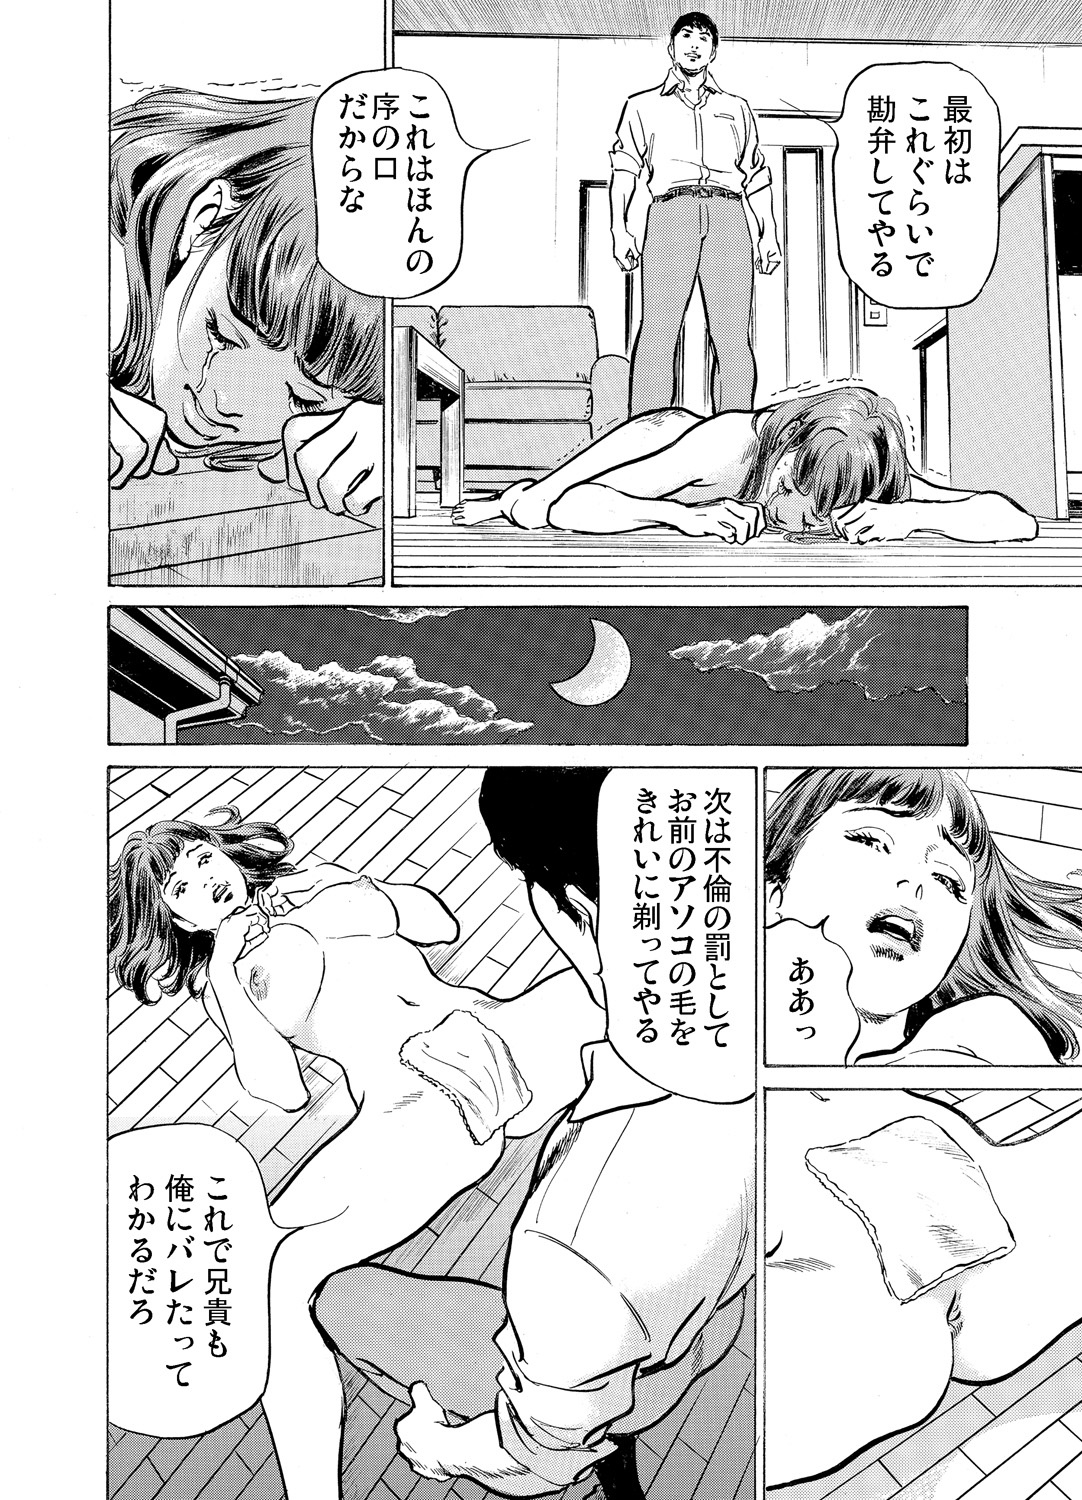 最初は
これぐらいで
勘弁してやる
これはほんの
序の口
だからな
ああっ
次は不倫の罰として
お前のアソコの毛を
きれいに剃ってやる
これで兄貴も
俺にバレたって
わかるだろ